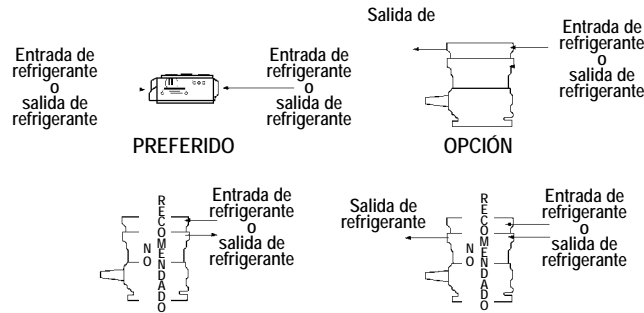 Salida de
Entrada de
refrigerante
o
salida de
refrigerante
Entrada de
refrigerante
o
salida de
refrigerante
Entrada de
refrigerante
o
salida de
refrigerante
PREFERIDO
OPCIÓN
NO
RECOMENDADO
Entrada de
refrigerante
o
salida de
refrigerante
Salida de
refrigerante
NO
RECOMENDADO
Entrada de
refrigerante
o
salida de
refrigerante